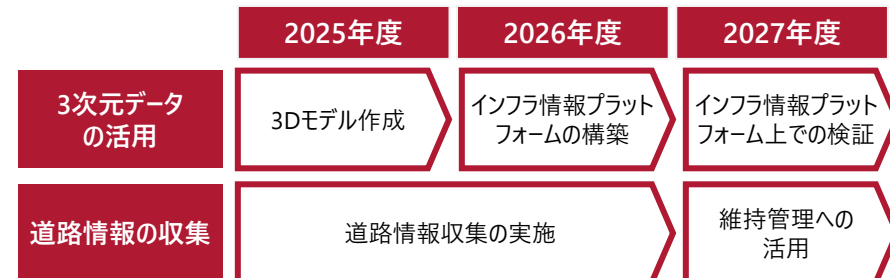 2025年度
2026年度
2027年度
3次元データ
の活用
3Dモデル作成
インフラ情報プラット
フォームの構築
インフラ情報プラット
フォーム上での検証
道路情報の収集
道路情報収集の実施
維持管理への
活用